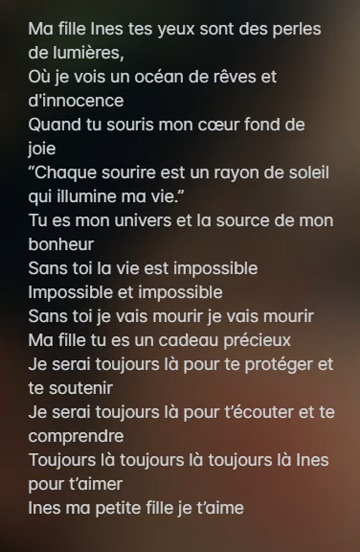 Ma fille Ines tes yeux sont des perles
de lumières,
Où je vois un océan de rêves et
d'innocence
Quand tu souris mon cœur fond de
joie
“Chaque sourire est un rayon de soleil
qui illumine ma vie.”
Tu es mon univers et la source de mon
bonheur
Sans toi la vie est impossible
Impossible et impossible
Sans toi je vais mourir je vais mourir
Ma fille tu es un cadeau précieux
Je serai toujours là pour te protéger et
te soutenir
Je serai toujours là pour t’écouter et te
comprendre
Toujours là toujours là toujours là Ines
pour t’aimer
Ines ma petite fille je t’aime